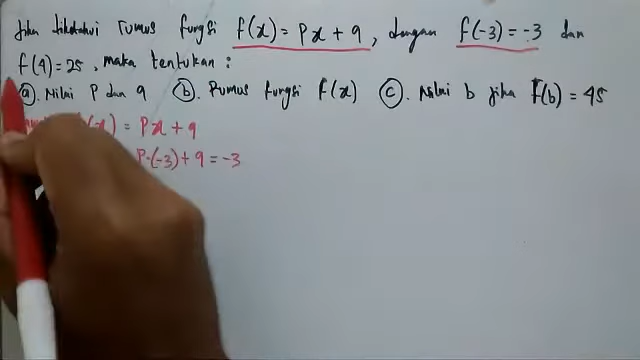 Jika diketahui rumus fungsi f(x) = Px + q, dengan f(-3) = -3 dan
f(4) = 25, maka tentukan :
(a). Nilai P dan q (b). Rumus fungsi f(x) (c). Nilai b jika f(b) = 45
= Px + q
P·(-3) + q = -3